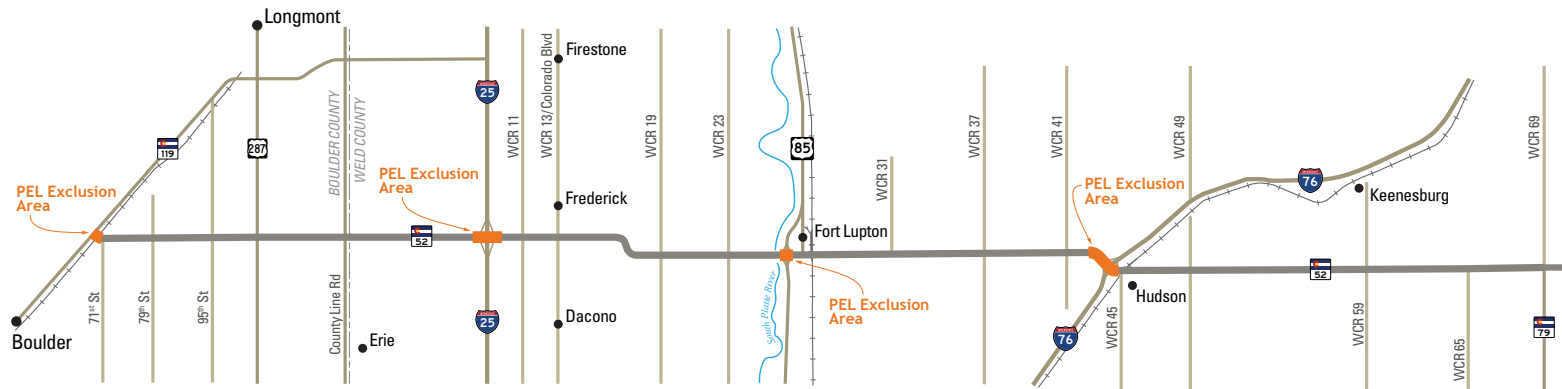 Longmont
Firestone
25
119
287
BOULDER COUNTY
WELD COUNTY
WCR 11
WCR 13/Colorado Blvd
WCR 19
WCR 23
85
WCR 31
WCR 37
WCR 41
WCR 49
WCR 69
76
Keenesburg
PEL Exclusion
Area
PEL Exclusion
Area
PEL Exclusion
Area
Frederick
52
Fort Lupton
52
Hudson
PEL Exclusion
Area
South Platte River
71st St
79th St
95th St
County Line Rd
Boulder
Erie
25
Dacono
76
WCR 45
WCR 59
WCR 65
79